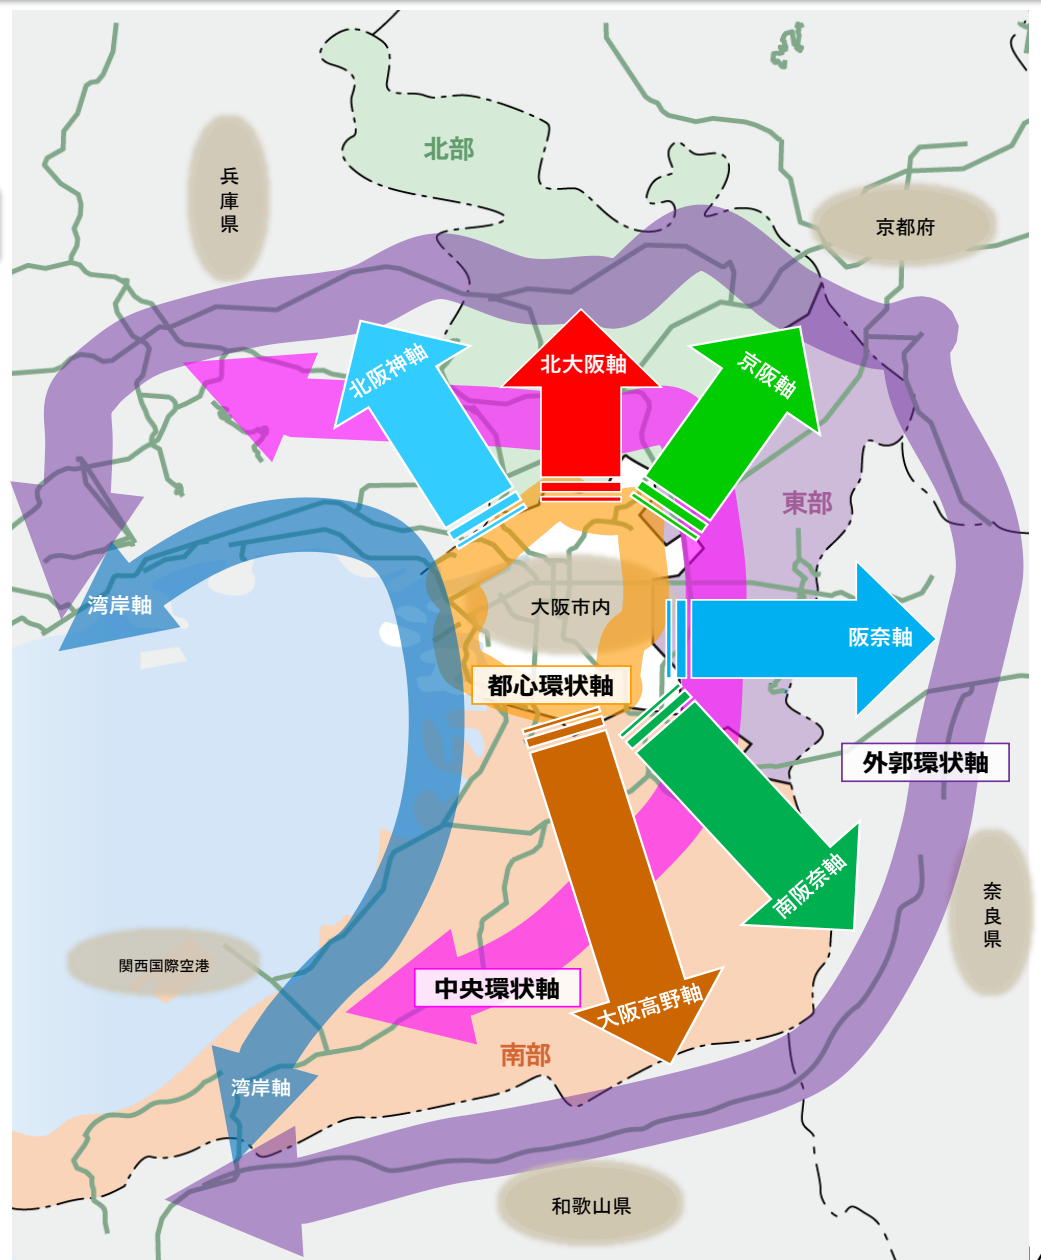 北部
兵庫県
京都府
北阪神軸
北大阪軸
京阪軸
東部
湾岸軸
大阪市内
阪奈軸
都心環状軸
外郭環状軸
南阪奈軸
奈良県
関西国際空港
中央環状軸
大阪高野軸
南部
湾岸軸
和歌山県